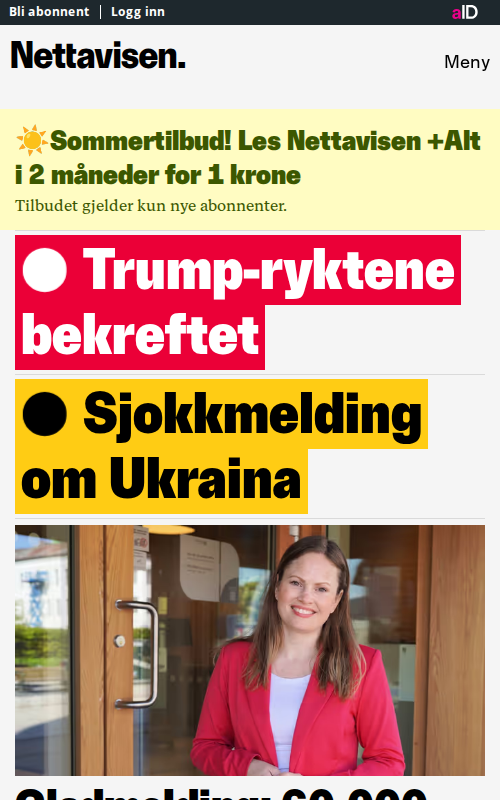 Bli abonnent
Logg inn
aID
Nettavisen.
Meny
☀️Sommertilbud! Les Nettavisen +Alt
i 2 måneder for 1 krone
Tilbudet gjelder kun nye abonnenter.
Trump-ryktene
bekreftet
Sjokkmelding
om Ukraina